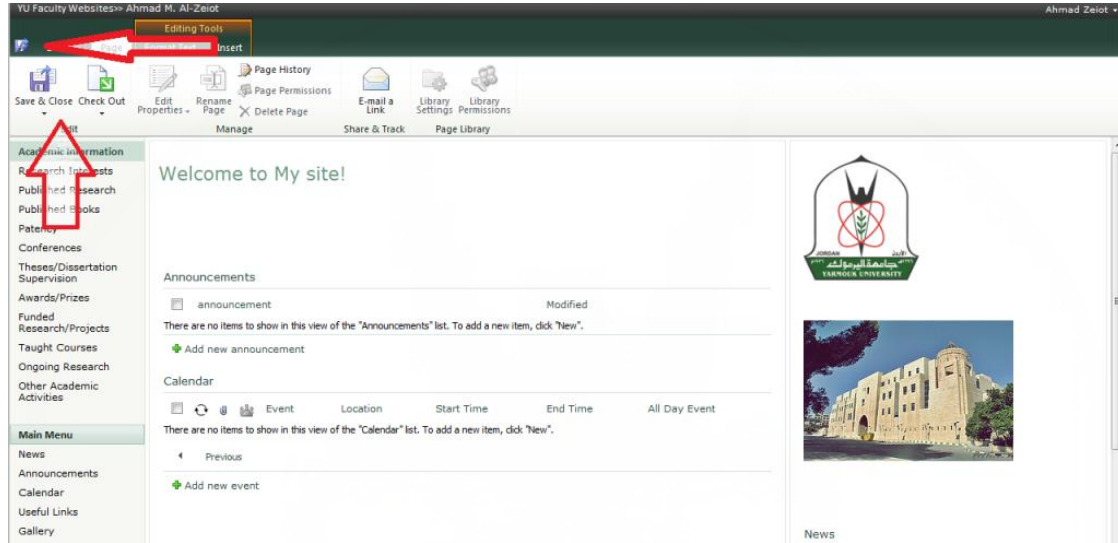 YU Faculty Websites>> Ahmad M. Al-Zeiot
Ahmad Zeiot
Editing Tools
Page
Format Text
Insert
Save & Close
Check Out
Edit
Properties
Rename
Page
Page History
Page Permissions
Delete Page
E-mail a
Link
Library
Settings
Library
Permissions
Manage
Share & Track
Page Library
Academic Information
Research Interests
Published Research
Published Books
Patency
Conferences
Theses/Dissertation
Supervision
Awards/Prizes
Funded
Research/Projects
Taught Courses
Ongoing Research
Other Academic
Activities
Main Menu
News
Announcements
Calendar
Useful Links
Gallery
Welcome to My site!
Announcements
announcement Modified
There are no items to show in this view of the "Announcements" list. To add a new item, click "New".
Add new announcement
Calendar
Event Location Start Time End Time All Day Event
There are no items to show in this view of the "Calendar" list. To add a new item, click "New".
Previous
Add new event
JORDAN الأردن
جامعة اليرموك
YARMOUK UNIVERSITY
News